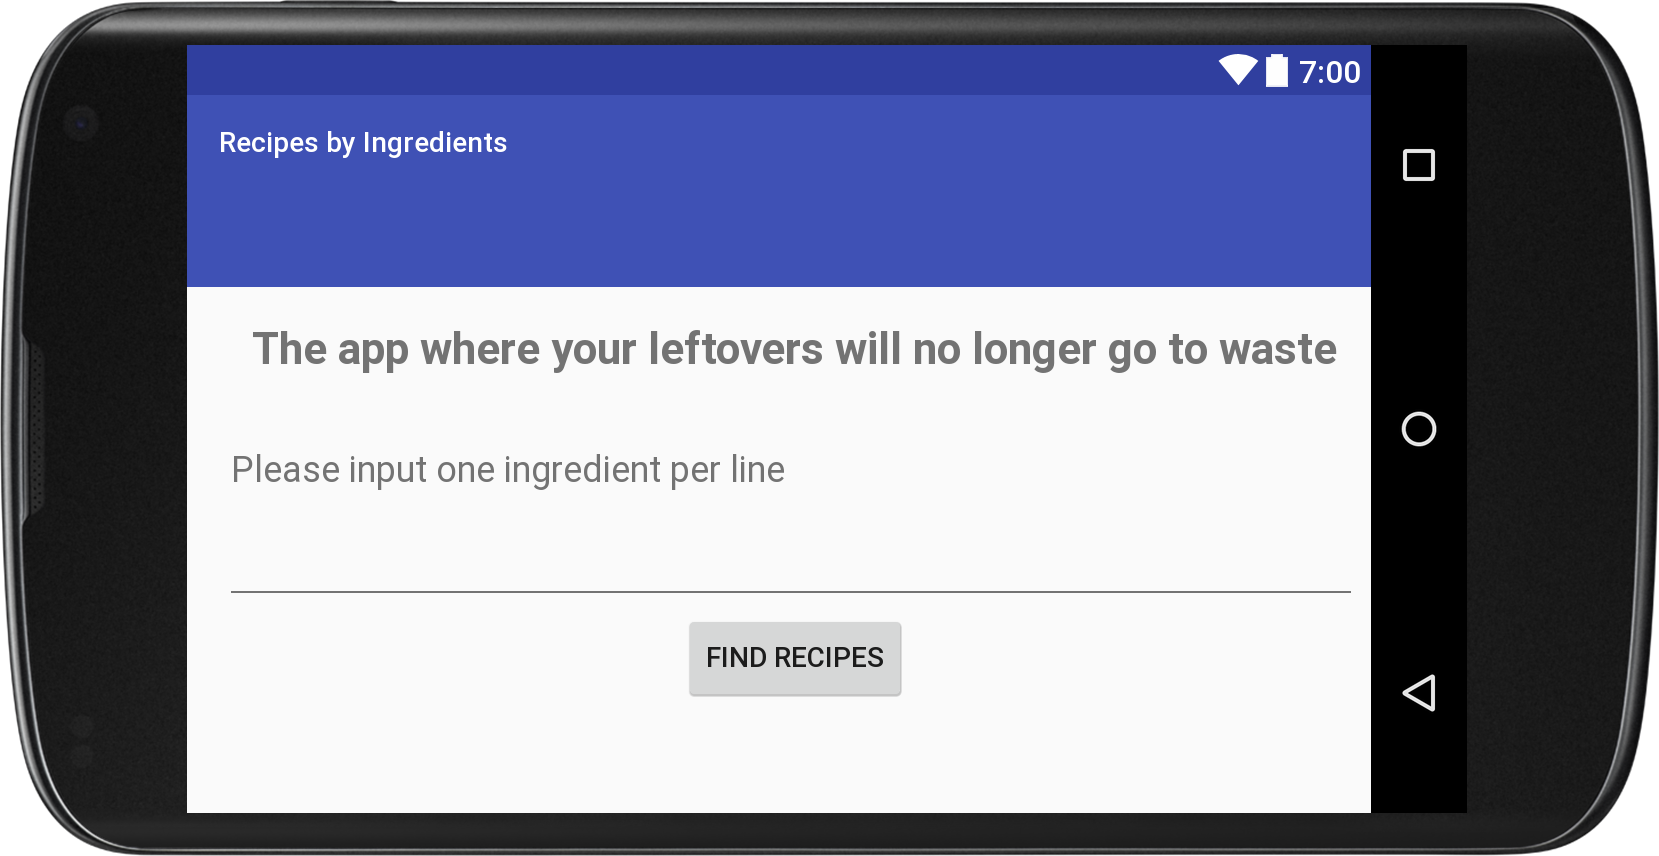 7:00
Recipes by Ingredients
The app where your leftovers will no longer go to waste
Please input one ingredient per line
FIND RECIPES